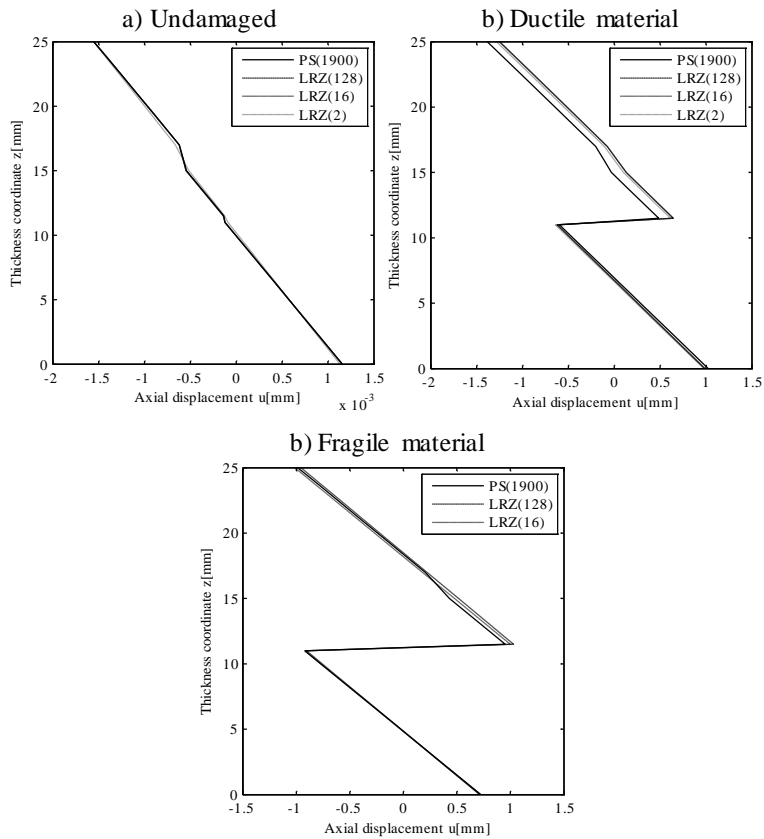 a) Undamaged
25
20
15
10
5
0
Thickness coordinate z[mm]
PS(1900)
LRZ(128)
LRZ(16)
LRZ(2)
-2
-1.5
-1
-0.5
0
0.5
1
1.5
Axial displacement u[mm]
x 10-3
b) Ductile material
25
20
15
10
5
0
Thickness coordinate z[mm]
PS(1900)
LRZ(128)
LRZ(16)
LRZ(2)
-2
-1.5
-1
-0.5
0
0.5
1
1.5
Axial displacement u[mm]
b) Fragile material
25
20
15
10
5
0
Thickness coordinate z[mm]
PS(1900)
LRZ(128)
LRZ(16)
-1.5
-1
-0.5
0
0.5
1
1.5
Axial displacement u[mm]